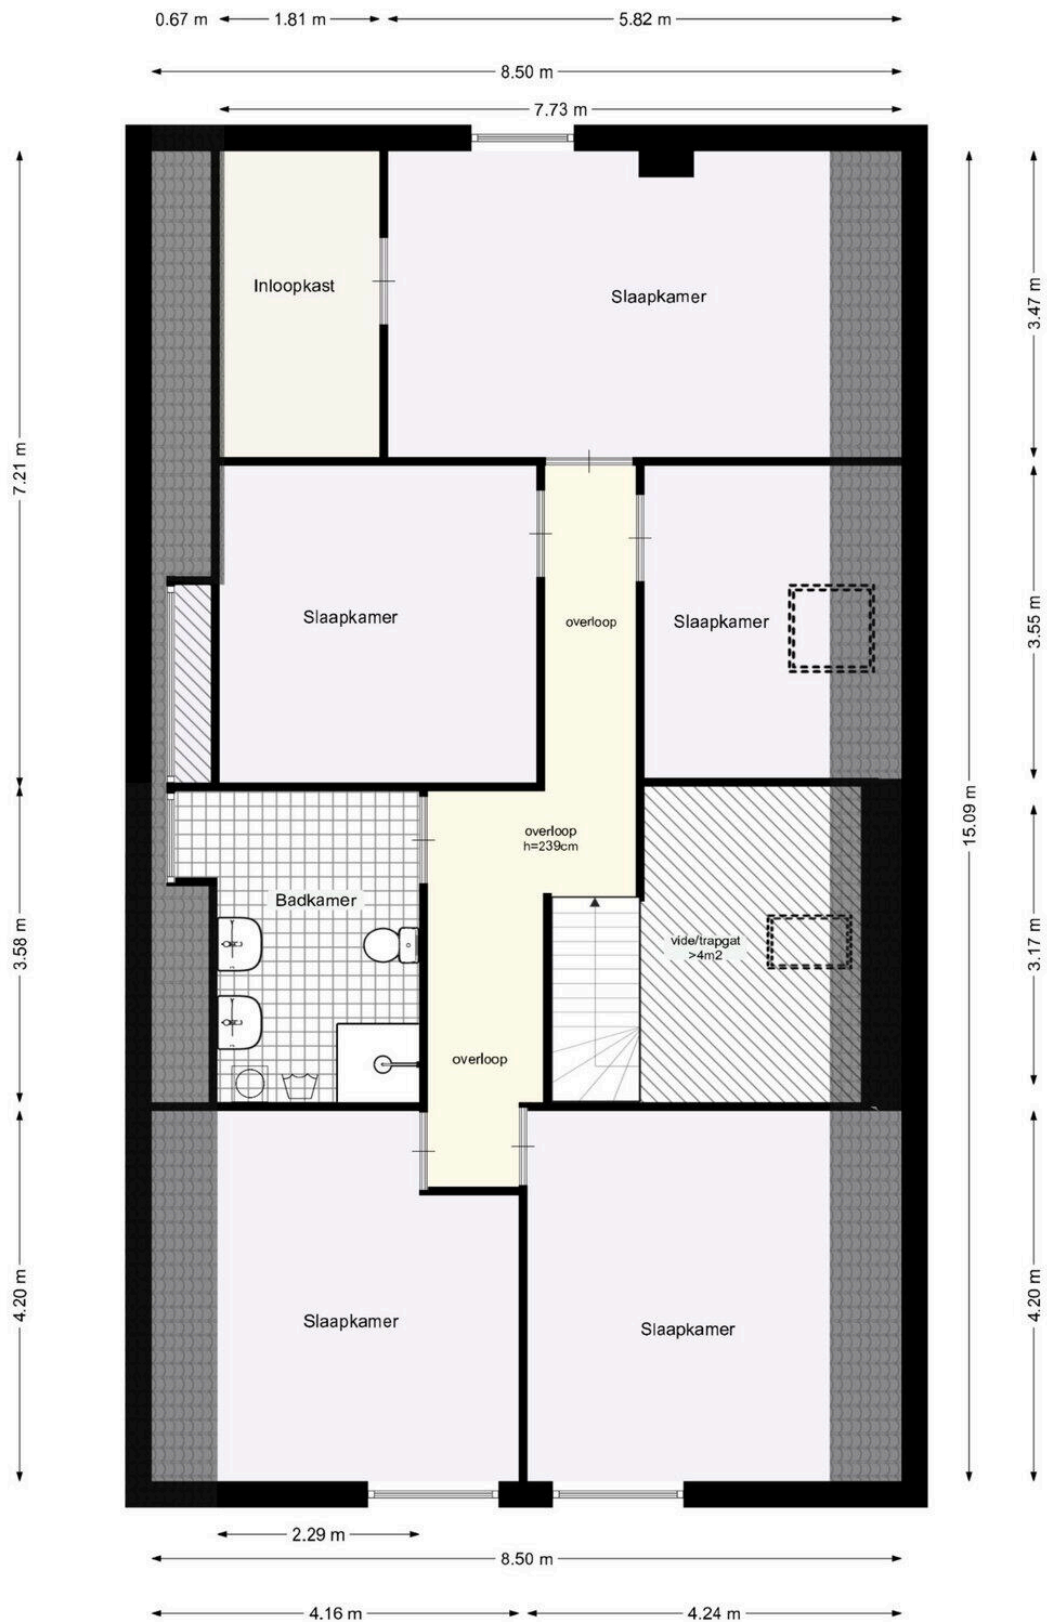 0.67 m
1.81 m
5.82 m
8.50 m
7.73 m
Inloopkast
Slaapkamer
3.47 m
7.21 m
Slaapkamer
overloop
Slaapkamer
3.55 m
15.09 m
overloop
h=239cm
Badkamer
vide/trapgat
>4m2
3.58 m
3.17 m
overloop
4.20 m
Slaapkamer
Slaapkamer
4.20 m
2.29 m
8.50 m
4.16 m
4.24 m